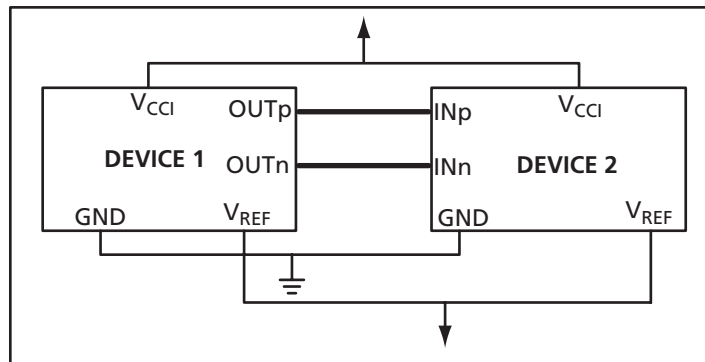 V_CCI
OUTp
INp
V_CCI
DEVICE 1
OUTn
INn
DEVICE 2
GND
V_REF
GND
V_REF